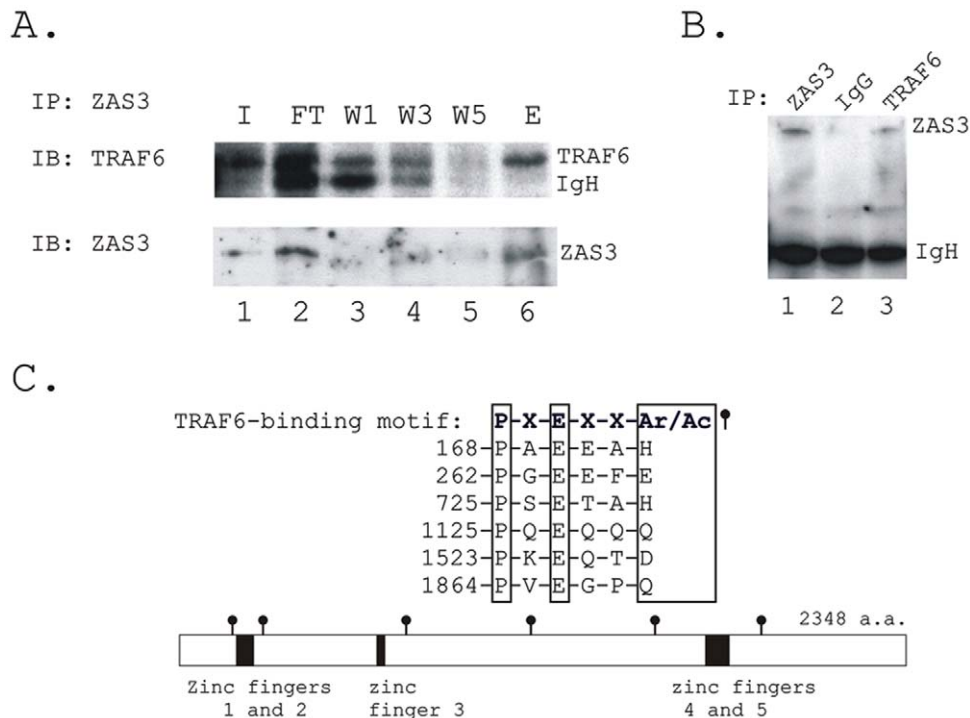 A.
IP: ZAS3
I FT W1 W3 W5 E
IB: TRAF6
TRAF6
IgH
IB: ZAS3
ZAS3
1 2 3 4 5 6
B.
IP: ZAS3 IgG TRAF6
ZAS3
IgH
1 2 3
C.
TRAF6-binding motif: P-X-E-X-X-Ar/Ac
168-P-A-E-E-A-H
262-P-G-E-E-F-E
725-P-S-E-T-A-H
1125-P-Q-E-Q-Q-Q
1523-P-K-E-Q-T-D
1864-P-V-E-G-P-Q
2348 a.a.
Zinc fingers
1 and 2
zinc
finger 3
zinc fingers
4 and 5